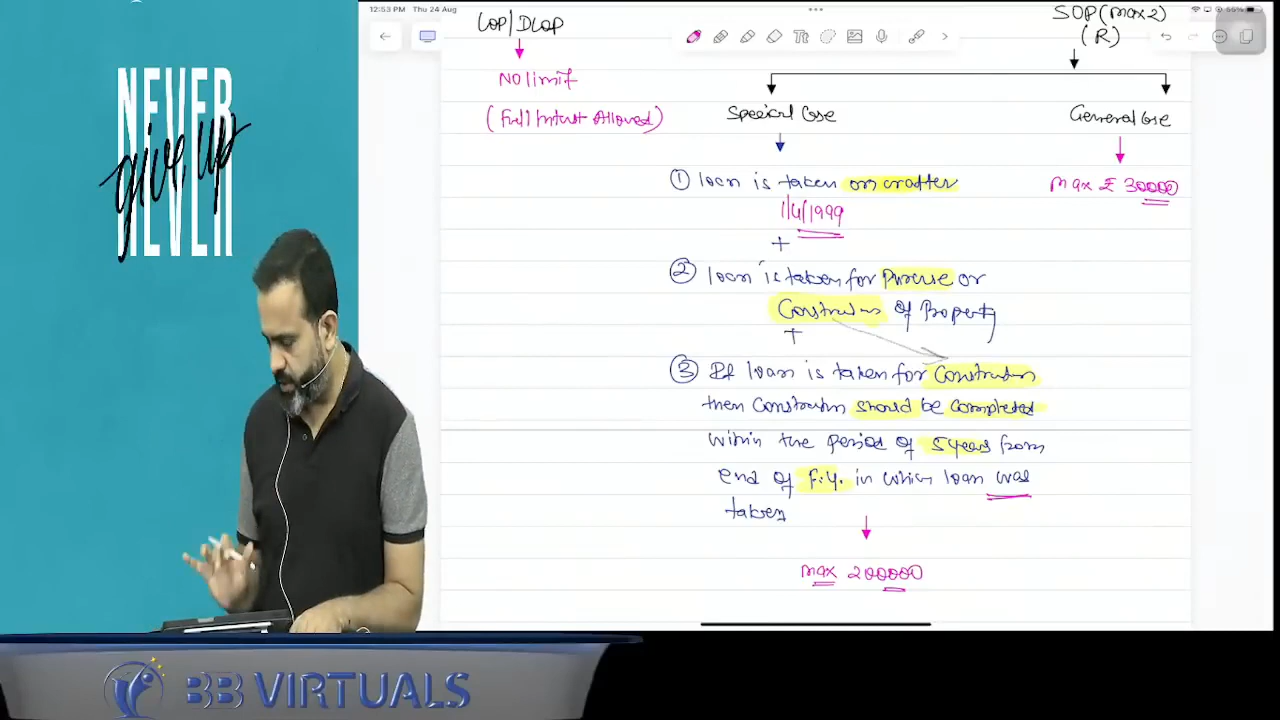 12:53 PM Thu 24 Aug
55%
NEVER
give up
NEVER
LOP/DLOP
No limit
(Full Interest Allowed)
SOP (max 2)
(R)
Special Case
General Case
max ₹ 30000
① loan is taken on or after
1/4/1999
+
② loan is taken for Purchase or
Construction of Property
+
③ If loan is taken for Construction
then Construction should be completed
within the period of 5 years from
end of F.Y. in which loan was
taken
max 200000
BB VIRTUALS